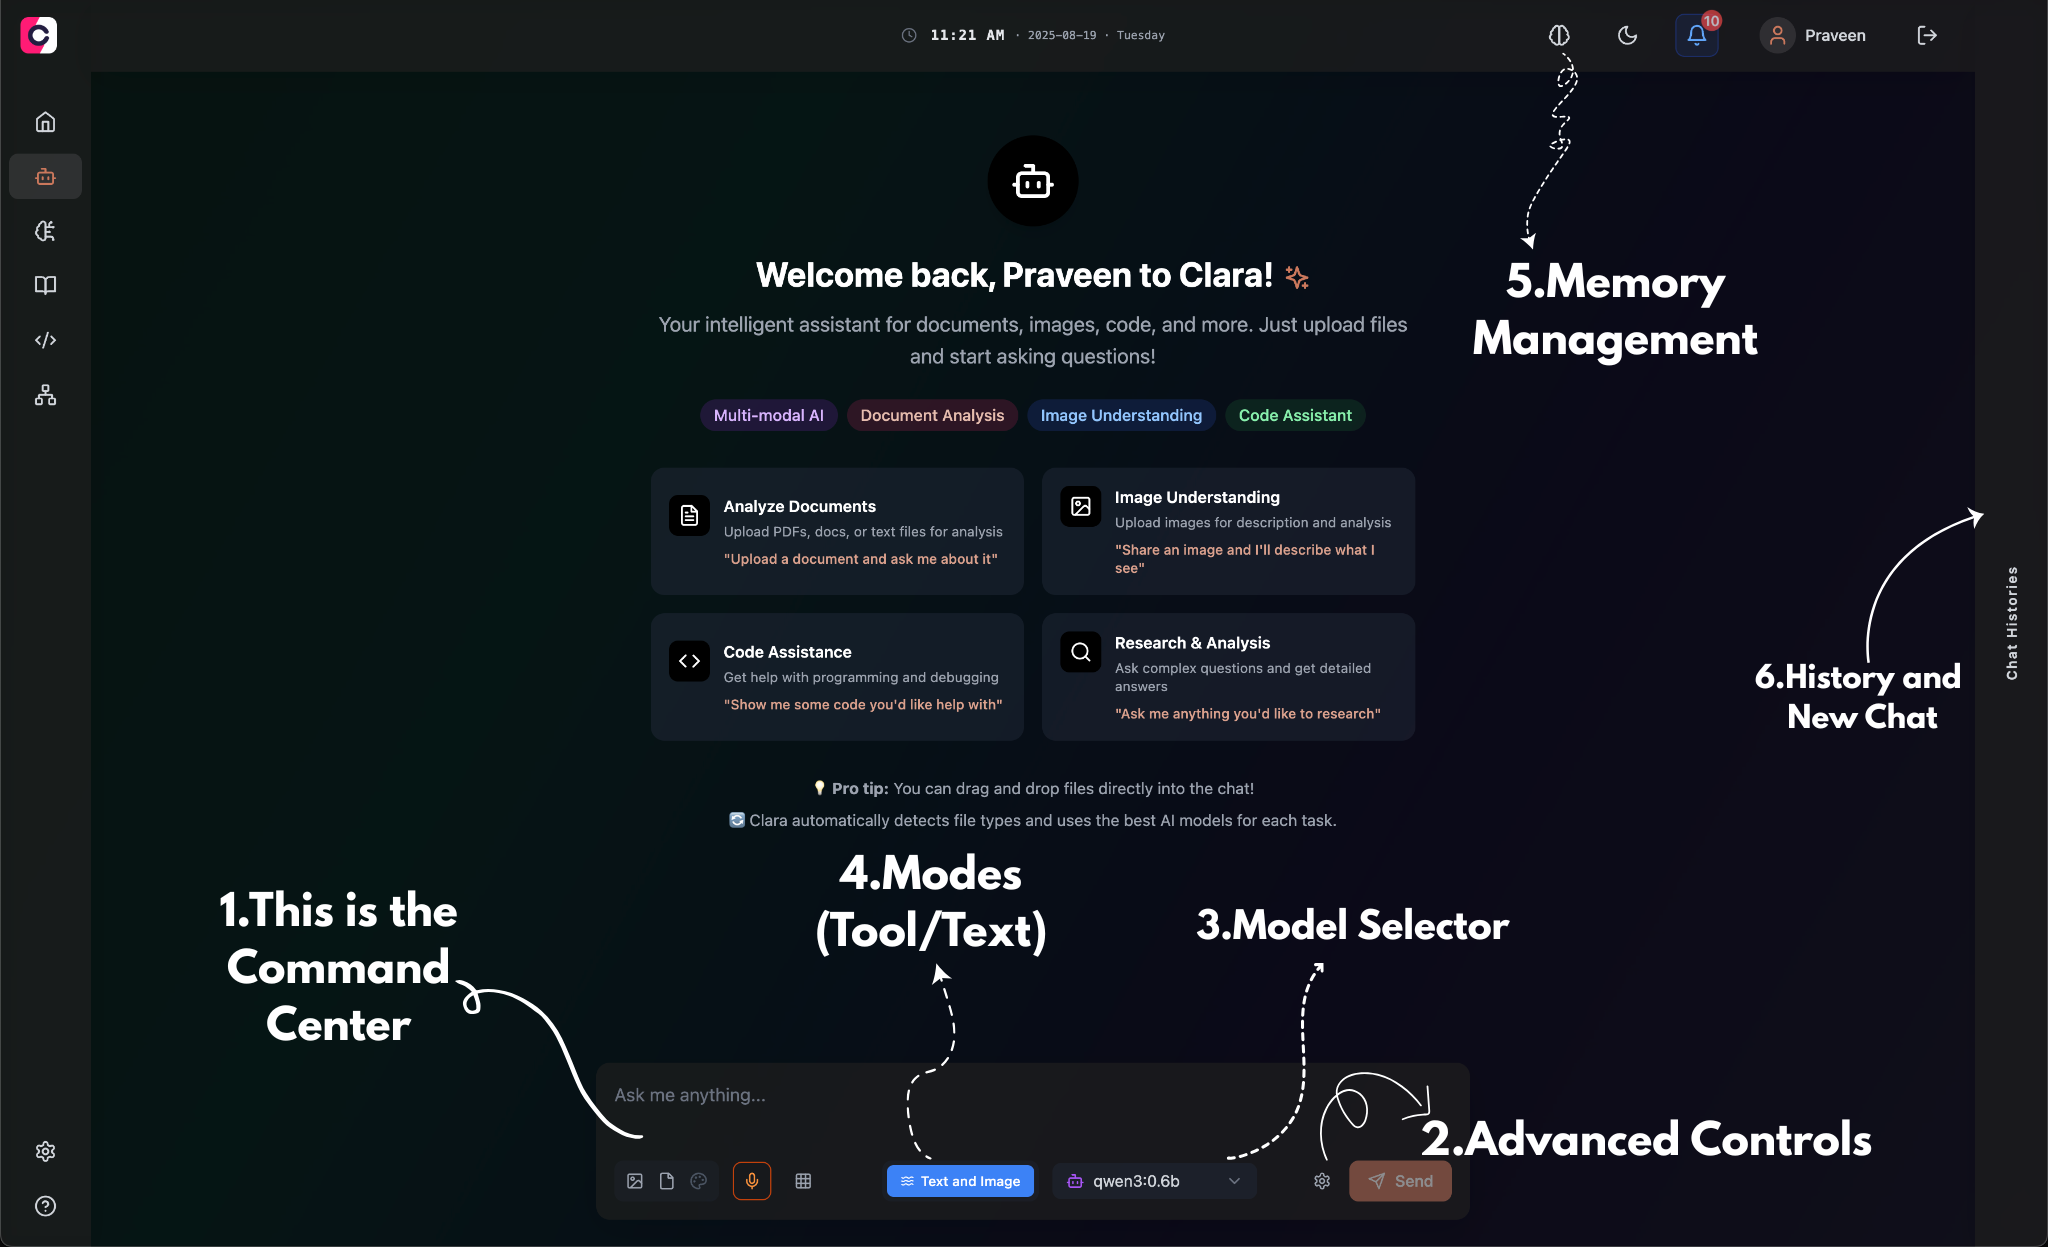 11:21 AM · 2025-08-19 · Tuesday
10
Praveen
Welcome back, Praveen to Clara!
Your intelligent assistant for documents, images, code, and more. Just upload files
and start asking questions!
5.Memory
Management
Multi-modal AI
Document Analysis
Image Understanding
Code Assistant
Analyze Documents
Upload PDFs, docs, or text files for analysis
"Upload a document and ask me about it"
Image Understanding
Upload images for description and analysis
"Share an image and I'll describe what I
see"
Code Assistance
Get help with programming and debugging
"Show me some code you'd like help with"
Research & Analysis
Ask complex questions and get detailed
answers
"Ask me anything you'd like to research"
Chat Histories
6.History and
New Chat
Pro tip: You can drag and drop files directly into the chat!
Clara automatically detects file types and uses the best AI models for each task.
1.This is the
Command
Center
4.Modes
(Tool/Text)
3.Model Selector
Ask me anything...
2.Advanced Controls
Text and Image
qwen3:0.6b
Send